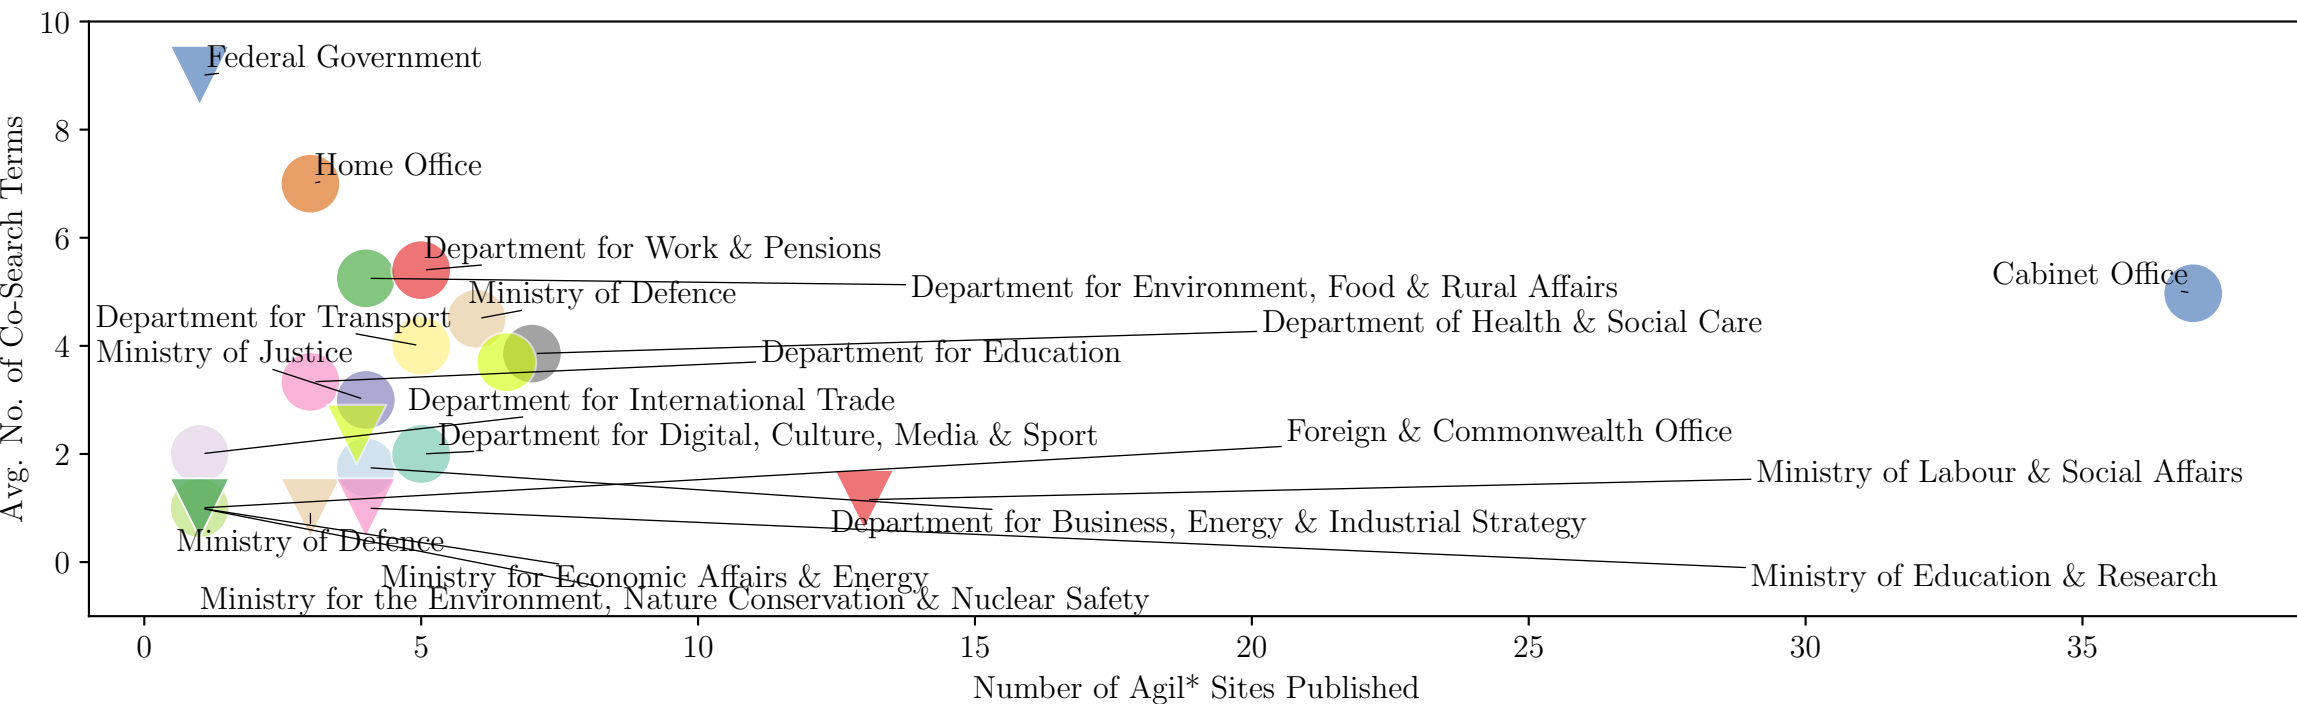 10
Federal Government
8
Home Office
6
Department for Work & Pensions
Cabinet Office
Department for Environment, Food & Rural Affairs
Ministry of Defence
Department for Transport
Department of Health & Social Care
4
Ministry of Justice
Department for Education
Department for International Trade
Foreign & Commonwealth Office
Department for Digital, Culture, Media & Sport
2
Ministry of Labour & Social Affairs
Department for Business, Energy & Industrial Strategy
Ministry of Defence
0
Ministry for Economic Affairs & Energy
Ministry of Education & Research
Ministry for the Environment, Nature Conservation & Nuclear Safety
Avg. No. of Co-Search Terms
0 5 10 15 20 25 30 35
Number of Agil* Sites Published